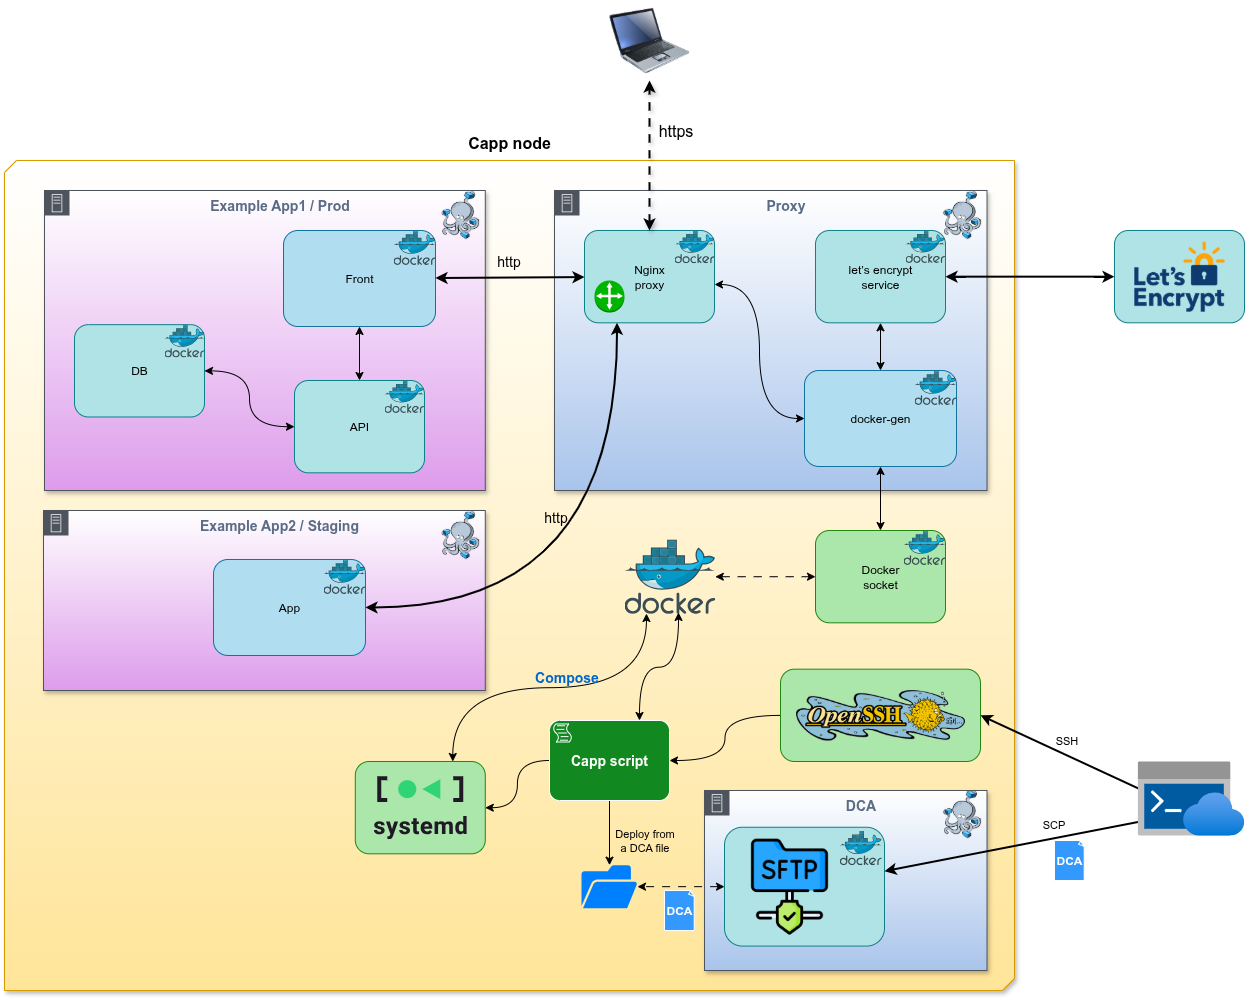 https
Capp node
Example App1 / Prod
docker
Front
docker
DB
docker
API
http
Proxy
docker
Nginx
proxy
docker
let's encrypt
service
docker
docker-gen
Let's
Encrypt
Example App2 / Staging
docker
App
http
docker
docker
Docker
socket
Compose
OpenSSH
SSH
Capp script
[ ]
systemd
Deploy from
a DCA file
DCA
DCA
docker
SFTP
SCP
>_
DCA